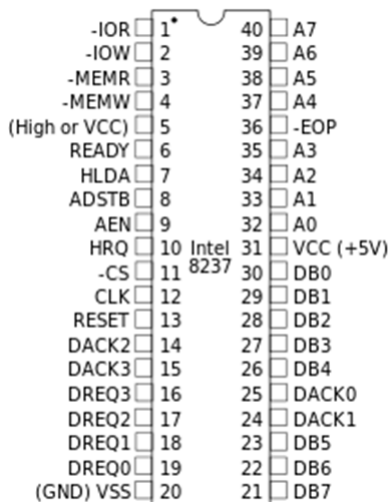 -IOR 1 40 A7
-IOW 2 39 A6
-MEMR 3 38 A5
-MEMW 4 37 A4
(High or VCC) 5 36 -EOP
READY 6 35 A3
HLDA 7 34 A2
ADSTB 8 33 A1
AEN 9 32 A0
HRQ 10 Intel 31 VCC (+5V)
8237
-CS 11 30 DB0
CLK 12 29 DB1
RESET 13 28 DB2
DACK2 14 27 DB3
DACK3 15 26 DB4
DREQ3 16 25 DACK0
DREQ2 17 24 DACK1
DREQ1 18 23 DB5
DREQ0 19 22 DB6
(GND) VSS 20 21 DB7